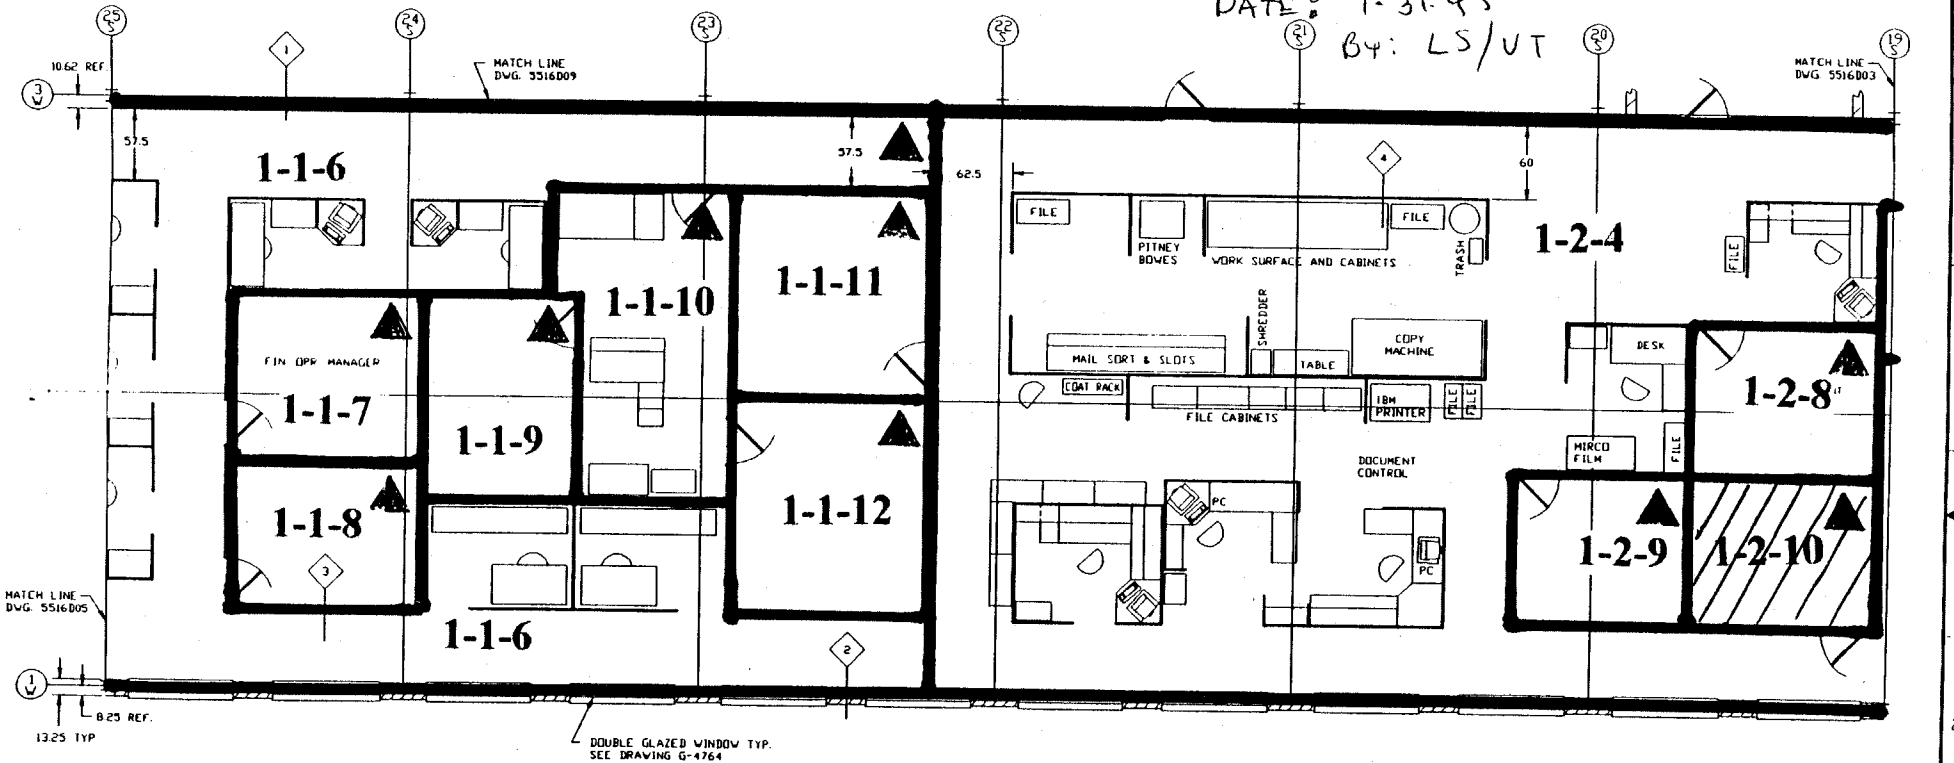 DATE: 1-31-95
By: LS/VT
25
S
24
S
23
S
22
S
21
S
20
S
19
S
10.62 REF.
3
W
1
MATCH LINE
DWG. 5516D09
MATCH LINE
DWG 5516D03
57.5
57.5
62.5
4
60
1-1-6
FILE
PITNEY
BOWES
WORK SURFACE AND CABINETS
FILE
TRASH
1-2-4
FILE
1-1-10
1-1-11
SHREDDER
MAIL SORT & SLOTS
TABLE
COPY
MACHINE
DESK
FIN OPR MANAGER
1-1-7
1-1-9
COAT RACK
FILE CABINETS
IBM
PRINTER
FILE
FILE
1-2-8
MIRCO
FILM
FILE
DOCUMENT
CONTROL
1-1-8
1-1-12
PC
PC
1-2-9
1-2-10
3
MATCH LINE
DWG. 5516D05
1-1-6
2
1
W
8.25 REF.
13.25 TYP
DOUBLE GLAZED WINDOW TYP.
SEE DRAWING G-4764